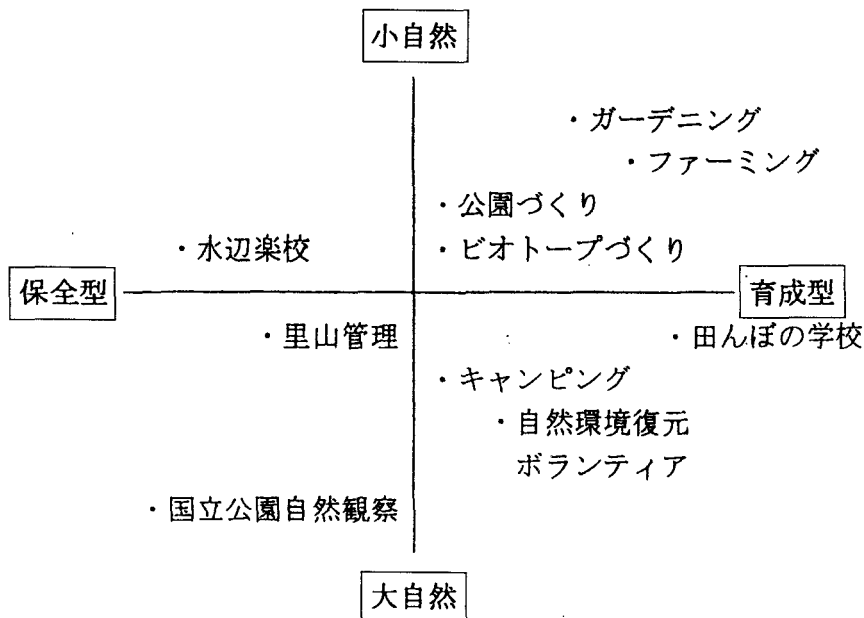 小自然
・ガーデニング
・ファーミング
・公園づくり
・水辺楽校
・ビオトープづくり
保全型
育成型
・里山管理
・田んぼの学校
・キャンピング
・自然環境復元
ボランティア
・国立公園自然観察
大自然